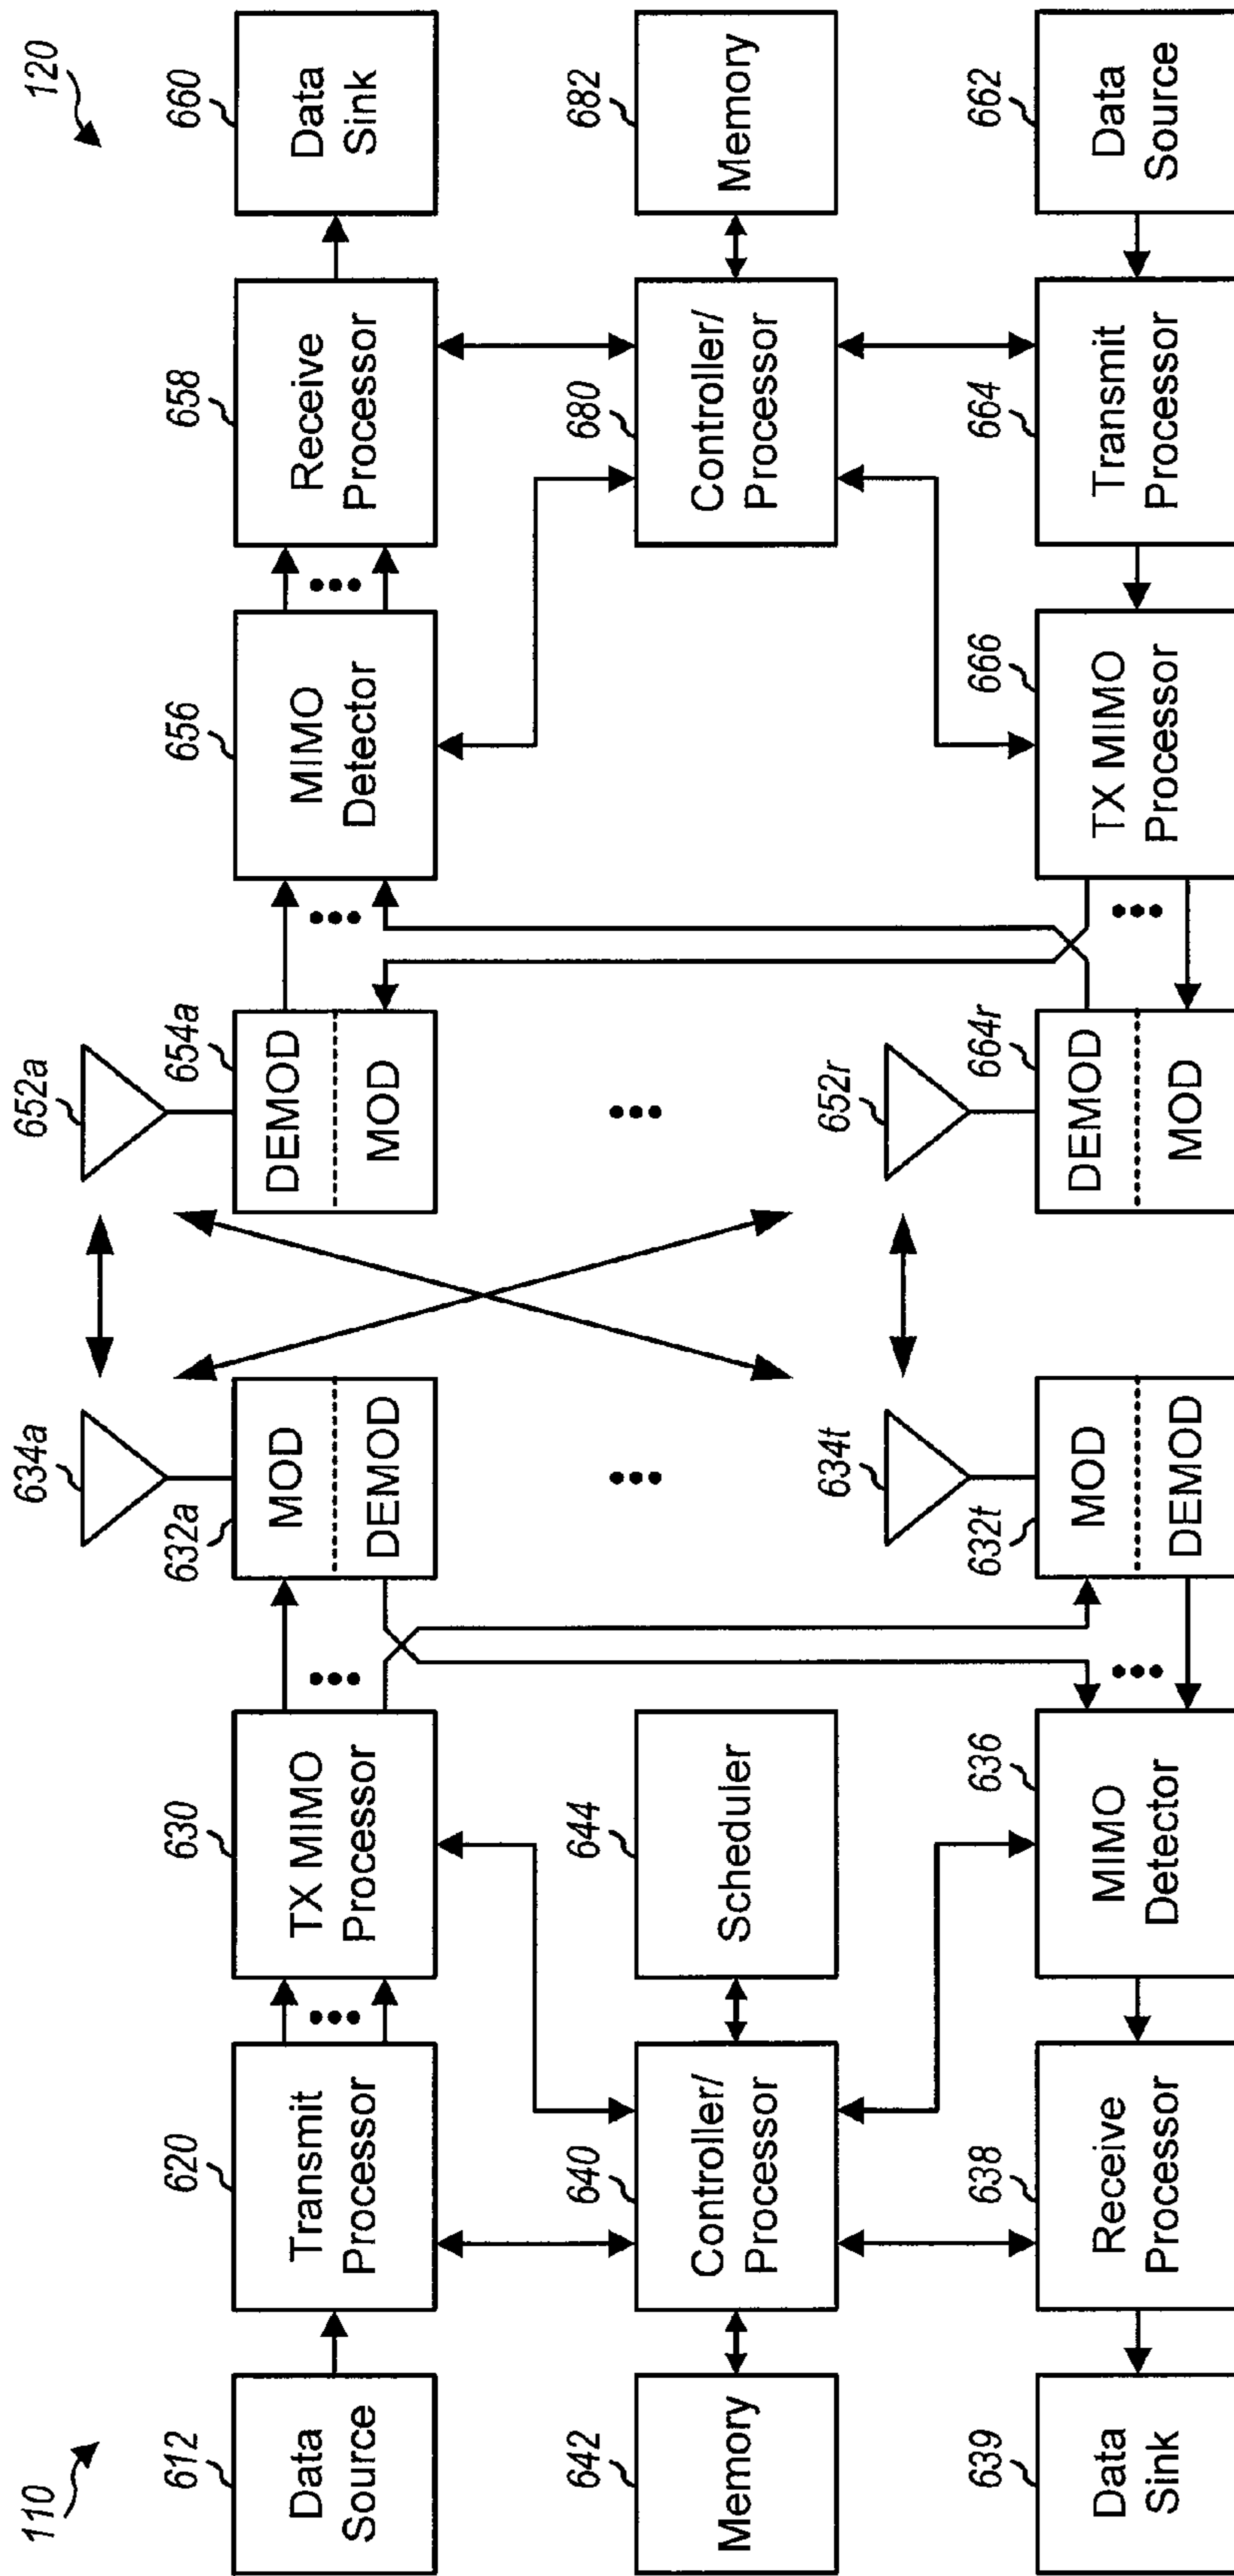 110
120
612
Data
Source
620
Transmit
Processor
630
TX MIMO
Processor
632a
634a
MOD
DEMOD
652a
654a
DEMOD
MOD
656
MIMO
Detector
658
Receive
Processor
660
Data
Sink
642
Memory
640
Controller/
Processor
644
Scheduler
680
Controller/
Processor
682
Memory
639
Data
Sink
638
Receive
Processor
636
MIMO
Detector
632t
634t
MOD
DEMOD
652r
664r
DEMOD
MOD
666
TX MIMO
Processor
664
Transmit
Processor
662
Data
Source